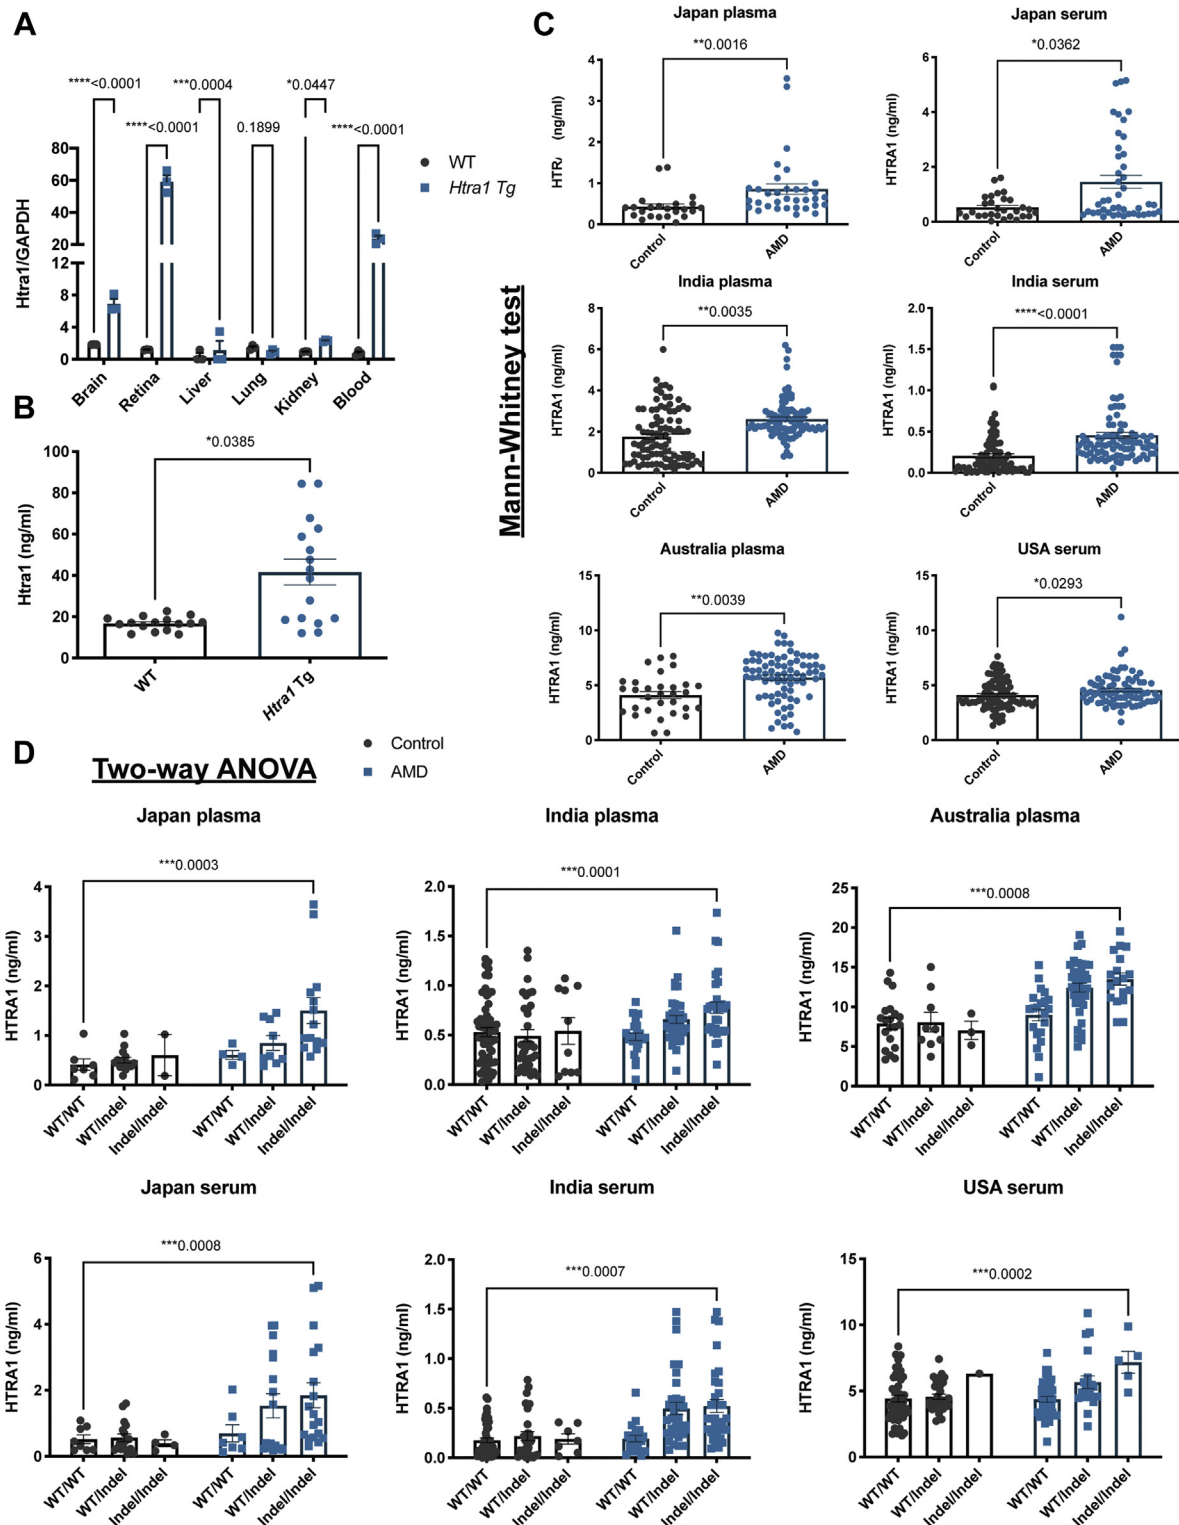 A
****<0.0001
***0.0004
*0.0447
****<0.0001
0.1899
****<0.0001
WT
Htra1 Tg
Htra1/GAPDH
80
60
40
20
12
8
4
0
Brain
Retina
Liver
Lung
Kidney
Blood
B
*0.0385
Htra1 (ng/ml)
100
80
60
40
20
0
WT
Htra1 Tg
C
Mann-Whitney test
Japan plasma
**0.0016
(ng/ml)
4
3
2
1
0
Control
AMD
Japan serum
*0.0362
HTRA1 (ng/ml)
6
4
2
0
Control
AMD
India plasma
**0.0035
HTRA1 (ng/ml)
8
6
4
2
0
Control
AMD
India serum
****<0.0001
HTRA1 (ng/ml)
2.0
1.5
1.0
0.5
0.0
Control
AMD
Australia plasma
**0.0039
HTRA1 (ng/ml)
15
10
5
0
Control
AMD
USA serum
*0.0293
HTRA1 (ng/ml)
15
10
5
0
Control
AMD
D
Two-way ANOVA
Control
AMD
Japan plasma
***0.0003
HTRA1 (ng/ml)
4
3
2
1
0
WT/WT
WT/Indel
Indel/Indel
WT/WT
WT/Indel
Indel/Indel
India plasma
***0.0001
HTRA1 (ng/ml)
2.0
1.5
1.0
0.5
0.0
WT/WT
WT/Indel
Indel/Indel
WT/WT
WT/Indel
Indel/Indel
Australia plasma
***0.0008
HTRA1 (ng/ml)
25
20
15
10
5
0
WT/WT
WT/Indel
Indel/Indel
WT/WT
WT/Indel
Indel/Indel
Japan serum
***0.0008
HTRA1 (ng/ml)
6
4
2
0
WT/WT
WT/Indel
Indel/Indel
WT/WT
WT/Indel
Indel/Indel
India serum
***0.0007
HTRA1 (ng/ml)
2.0
1.5
1.0
0.5
0.0
WT/WT
WT/Indel
Indel/Indel
WT/WT
WT/Indel
Indel/Indel
USA serum
***0.0002
HTRA1 (ng/ml)
15
10
5
0
WT/WT
WT/Indel
Indel/Indel
WT/WT
WT/Indel
Indel/Indel